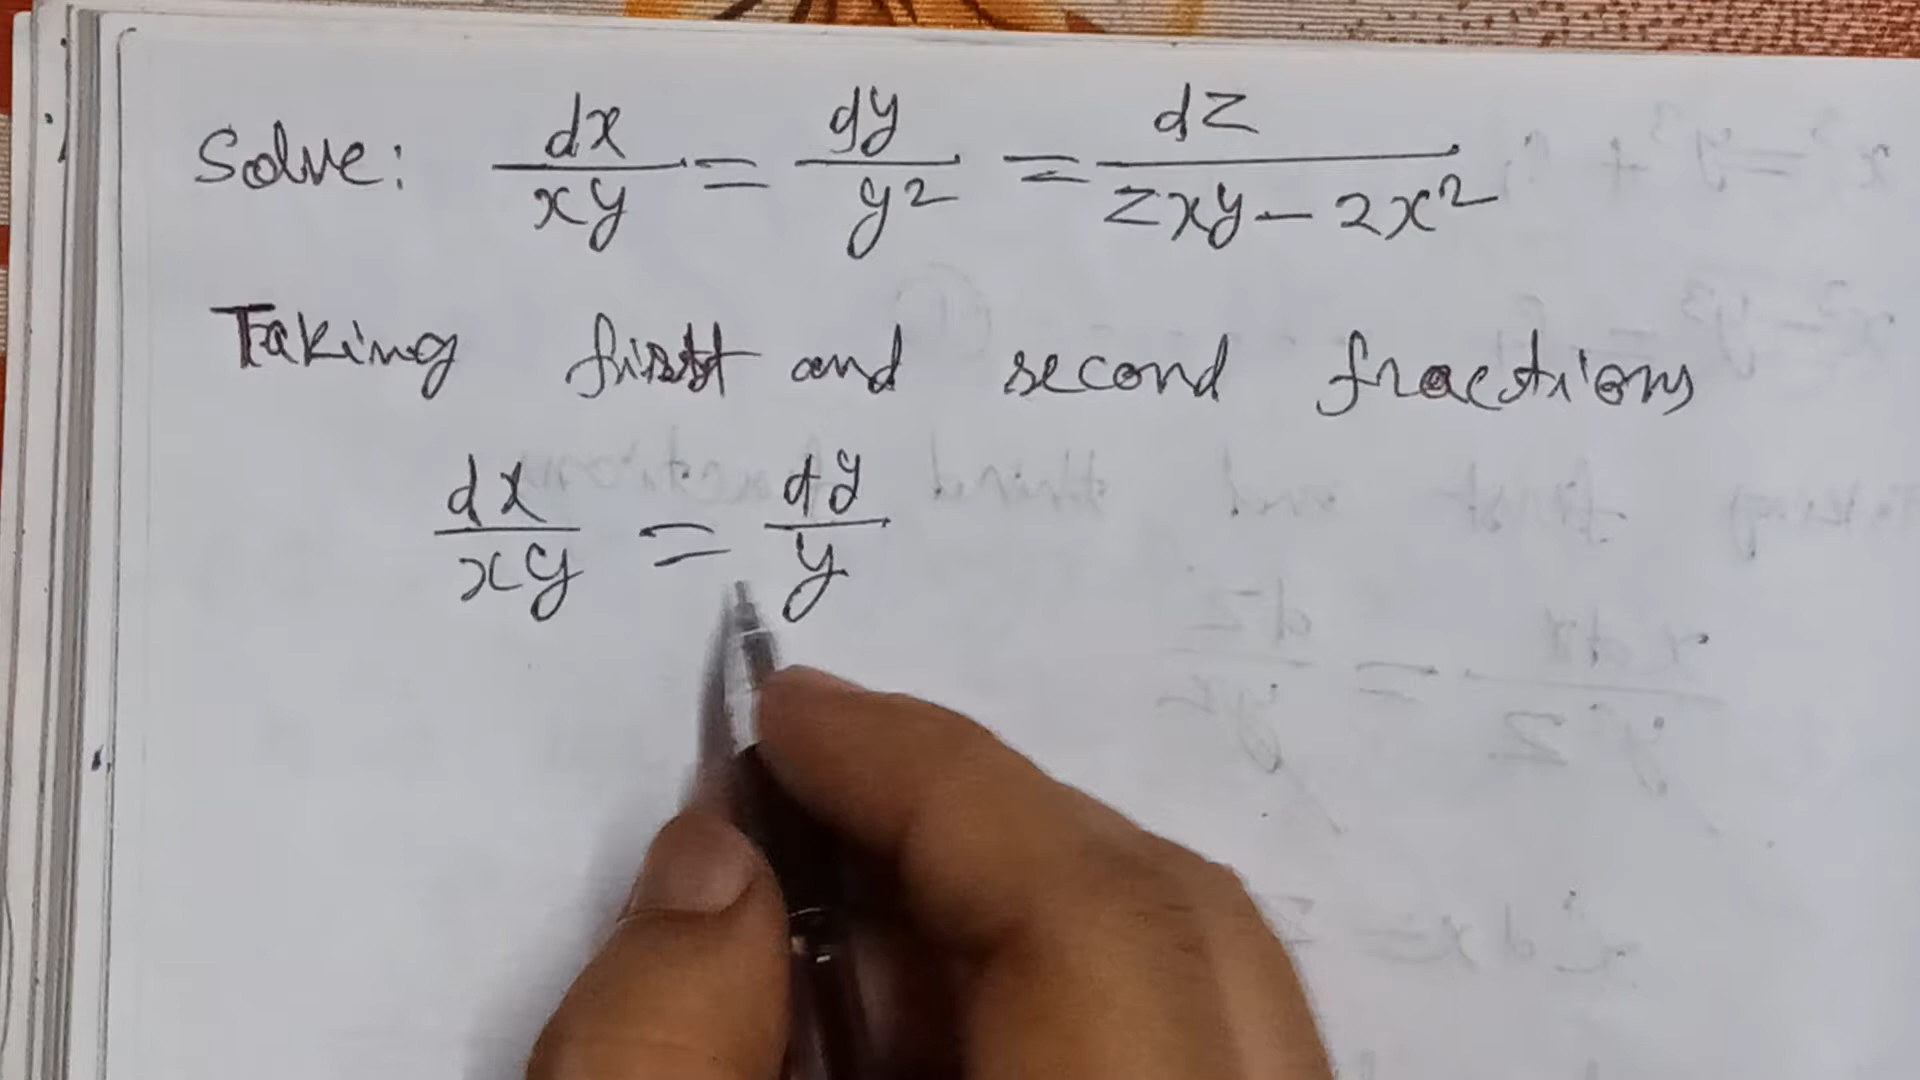 Solve: dx/xy = dy/y² = dz/zxy - 2x²
Taking first and second fractions
dx/xy = dy/y